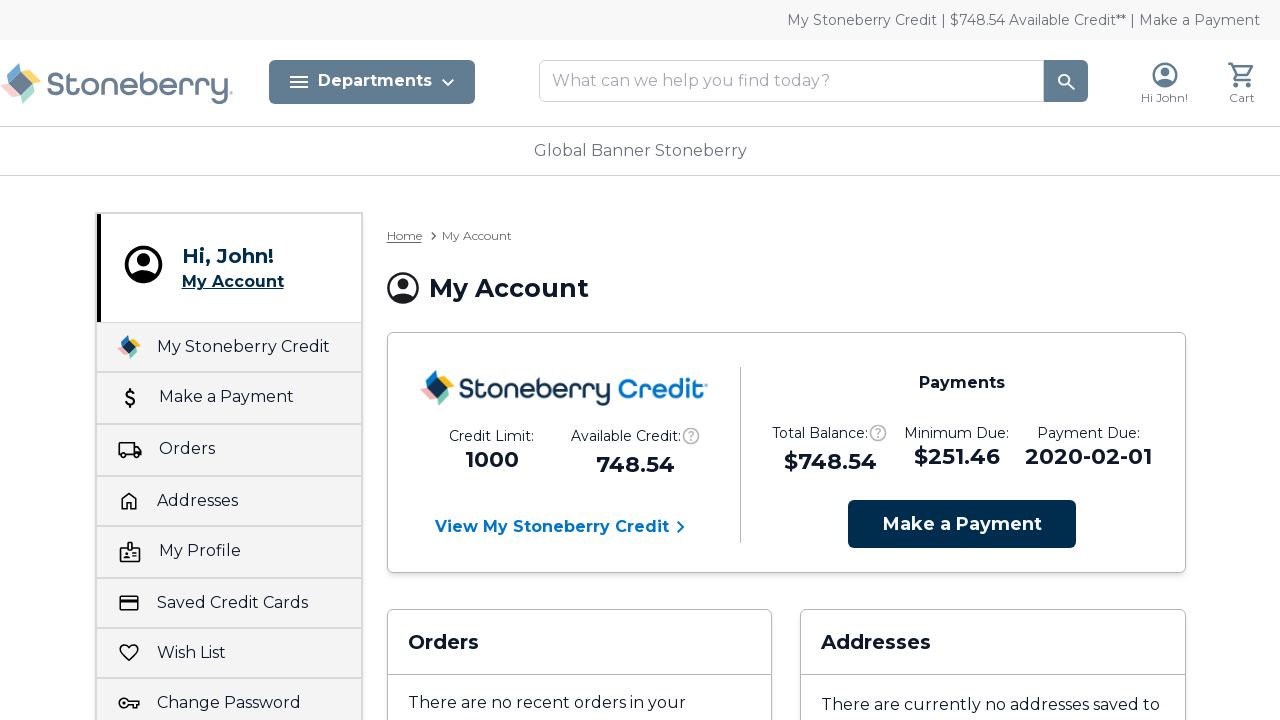 My Stoneberry Credit | $748.54 Available Credit** | Make a Payment
Stoneberry
Departments
What can we help you find today?
Hi John!
Cart
Global Banner Stoneberry
Hi, John!
My Account
My Stoneberry Credit
Make a Payment
Orders
Addresses
My Profile
Saved Credit Cards
Wish List
Change Password
Home > My Account
My Account
Stoneberry Credit
Credit Limit:
1000
Available Credit:
748.54
View My Stoneberry Credit
Payments
Total Balance:
$748.54
Minimum Due:
$251.46
Payment Due:
2020-02-01
Make a Payment
Orders
There are no recent orders in your
Addresses
There are currently no addresses saved to